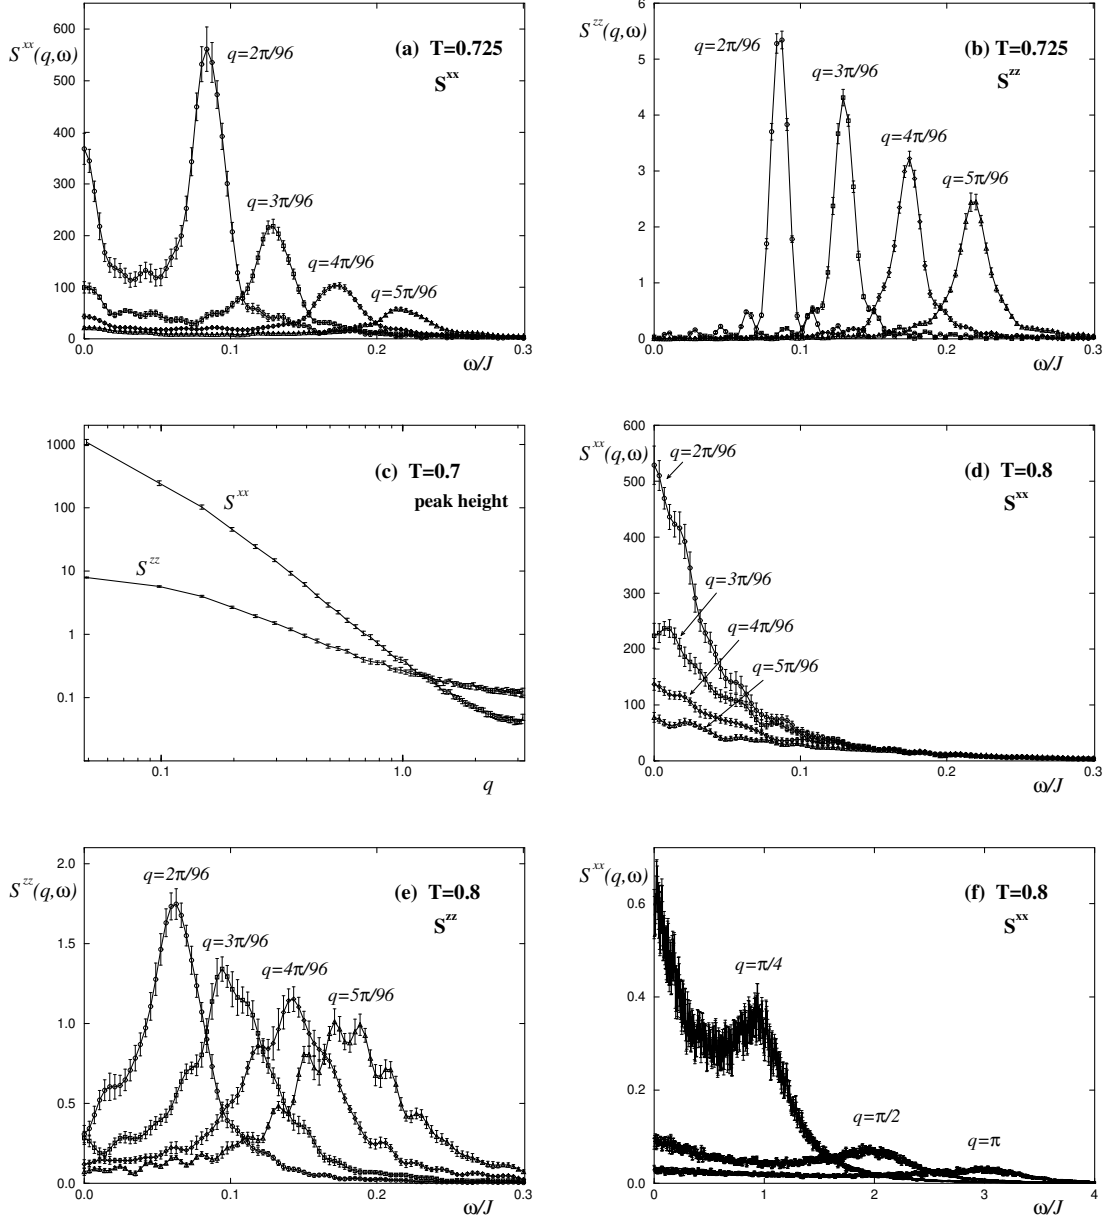 S^{xx}(q,ω)
(a) T=0.725
S^{xx}
q=2π/96
q=3π/96
q=4π/96
q=5π/96
600
500
400
300
200
100
0
0.0 0.1 0.2 0.3
ω/J
S^{zz}(q,ω)
(b) T=0.725
S^{zz}
q=2π/96
q=3π/96
q=4π/96
q=5π/96
6
5
4
3
2
1
0
0.0 0.1 0.2 0.3
ω/J
(c) T=0.7
peak height
S^{xx}
S^{zz}
1000
100
10
1
0.1
0.1 1.0
q
S^{xx}(q,ω)
(d) T=0.8
S^{xx}
q=2π/96
q=3π/96
q=4π/96
q=5π/96
600
500
400
300
200
100
0
0.0 0.1 0.2 0.3
ω/J
S^{zz}(q,ω)
(e) T=0.8
S^{zz}
q=2π/96
q=3π/96
q=4π/96
q=5π/96
2.0
1.5
1.0
0.5
0.0
0.0 0.1 0.2 0.3
ω/J
S^{xx}(q,ω)
(f) T=0.8
S^{xx}
q=π/4
q=π/2
q=π
0.6
0.4
0.2
0.0
0 1 2 3 4
ω/J